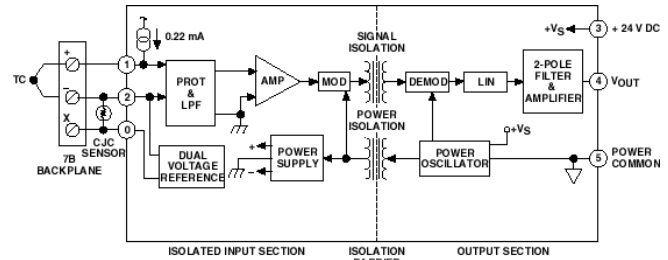 SIGNAL
ISOLATION
+VS
3
+ 24 V DC
0.22 mA
TC
+
1
PROT
&
LPF
AMP
MOD
DEMOD
LIN
2-POLE
FILTER
&
AMPLIFIER
4
VOUT
–
2
X
0
CJC
SENSOR
7B
BACKPLANE
POWER
ISOLATION
+VS
DUAL
VOLTAGE
REFERENCE
+
–
POWER
SUPPLY
POWER
OSCILLATOR
5
POWER
COMMON
ISOLATED INPUT SECTION
ISOLATION
BARRIER
OUTPUT SECTION